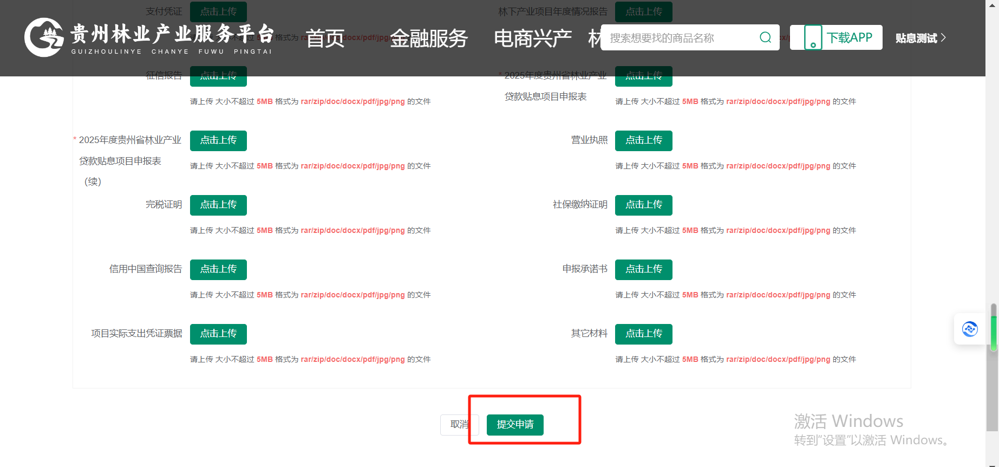 支付凭证 点击上传 林下产业项目年度情况报告 点击上传
贵州林业产业服务平台
GUIZHOULINYE CHANYE FUWU PINGTAI
首页 金融服务 电商兴产 林
搜索想要找的商品名称
下载APP
贴息测试
征信报告 点击上传 * 2025年度贵州省林业产业 点击上传
贷款贴息项目申报表
请上传 大小不超过 5MB 格式为 rar/zip/doc/docx/pdf/jpg/png 的文件
请上传 大小不超过 5MB 格式为 rar/zip/doc/docx/pdf/jpg/png 的文件
* 2025年度贵州省林业产业 点击上传 营业执照 点击上传
贷款贴息项目申报表
（续）
请上传 大小不超过 5MB 格式为 rar/zip/doc/docx/pdf/jpg/png 的文件
请上传 大小不超过 5MB 格式为 rar/zip/doc/docx/pdf/jpg/png 的文件
完税证明 点击上传 社保缴纳证明 点击上传
请上传 大小不超过 5MB 格式为 rar/zip/doc/docx/pdf/jpg/png 的文件
请上传 大小不超过 5MB 格式为 rar/zip/doc/docx/pdf/jpg/png 的文件
信用中国查询报告 点击上传 申报承诺书 点击上传
请上传 大小不超过 5MB 格式为 rar/zip/doc/docx/pdf/jpg/png 的文件
请上传 大小不超过 5MB 格式为 rar/zip/doc/docx/pdf/jpg/png 的文件
项目实际支出凭证票据 点击上传 其它材料 点击上传
请上传 大小不超过 5MB 格式为 rar/zip/doc/docx/pdf/jpg/png 的文件
请上传 大小不超过 5MB 格式为 rar/zip/doc/docx/pdf/jpg/png 的文件
取消 提交申请
激活 Windows
转到“设置”以激活 Windows。